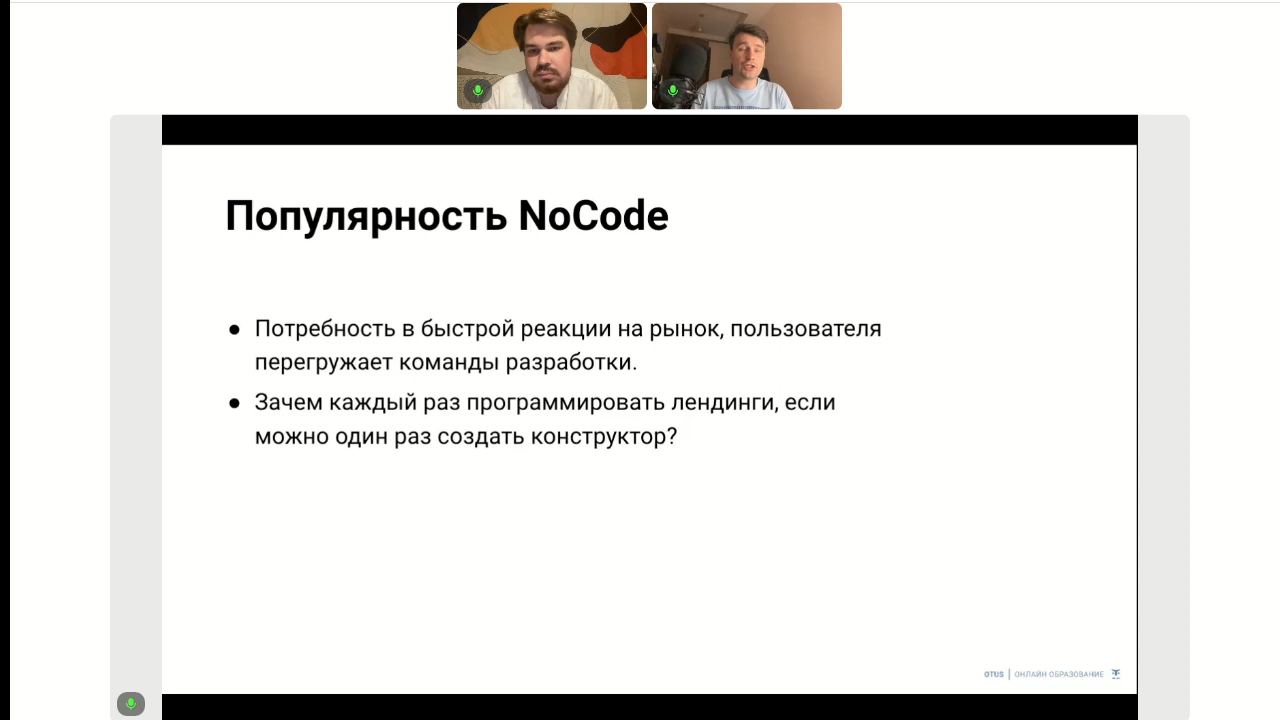 Популярность NoCode
● Потребность в быстрой реакции на рынок, пользователя
перегружает команды разработки.
● Зачем каждый раз программировать лендинги, если
можно один раз создать конструктор?
OTUS | ОНЛАЙН ОБРАЗОВАНИЕ